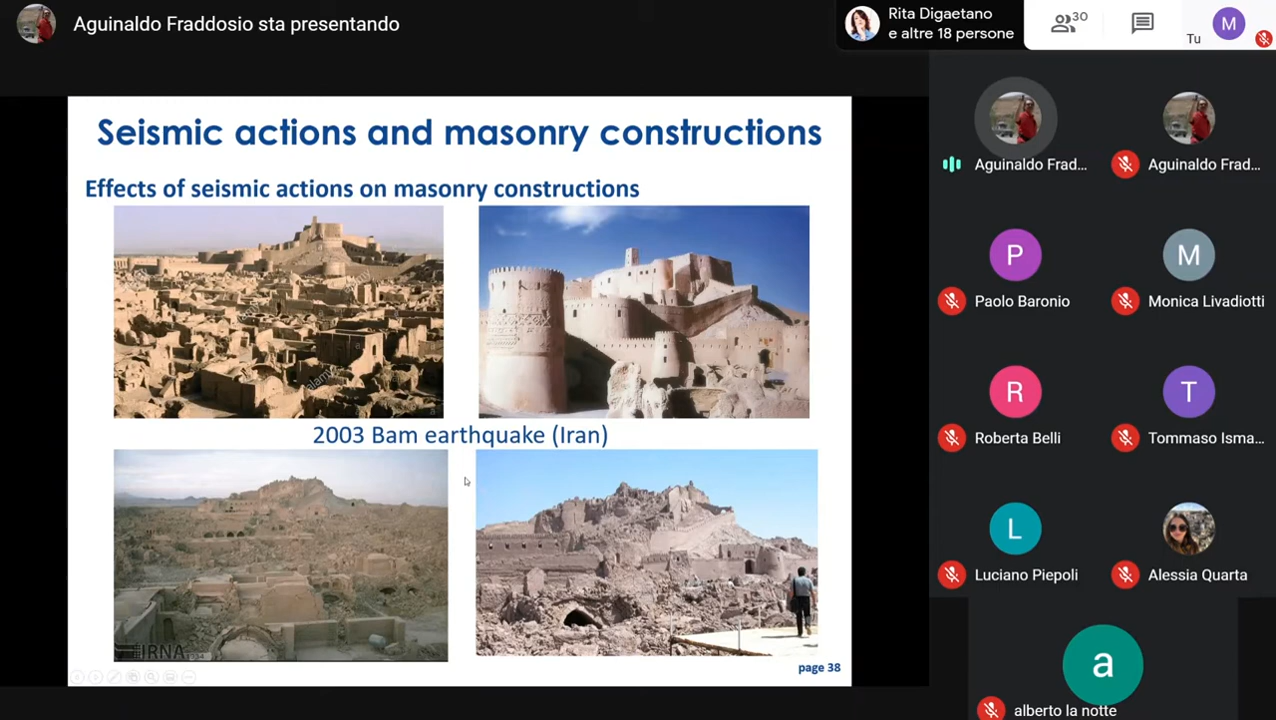 Aguinaldo Fraddosio sta presentando
Rita Digaetano
e altre 18 persone
30
Tu
M
Seismic actions and masonry constructions
Effects of seismic actions on masonry constructions
alamy
2003 Bam earthquake (Iran)
IRNA
page 38
Aguinaldo Frad...
Aguinaldo Frad...
P
Paolo Baronio
M
Monica Livadiotti
R
Roberta Belli
T
Tommaso Isma...
L
Luciano Piepoli
Alessia Quarta
a
alberto la notte